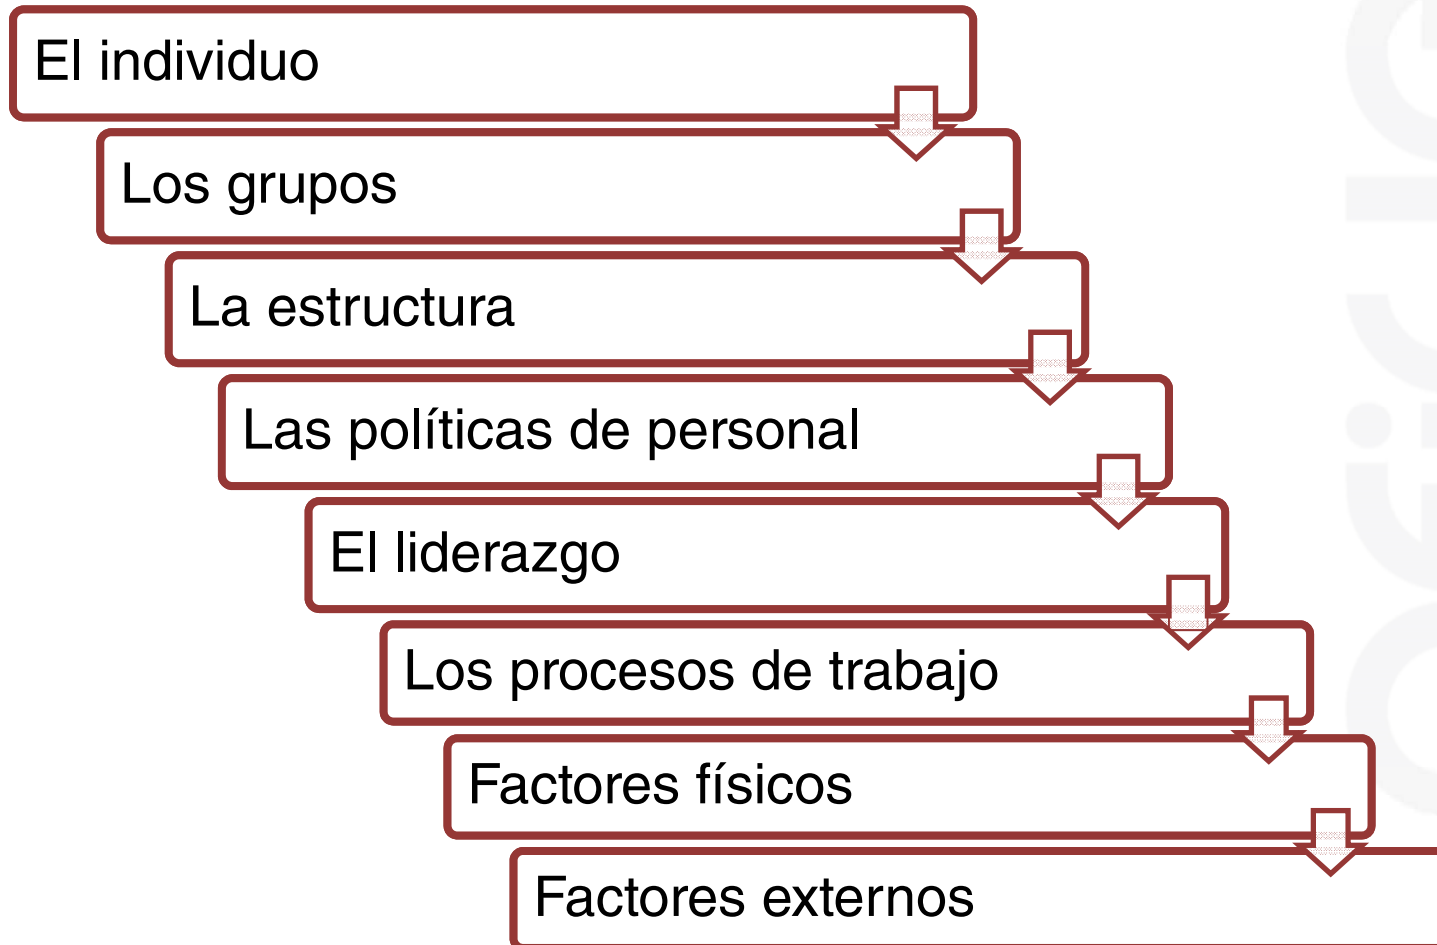 El individuo
Los grupos
La estructura
Las políticas de personal
El liderazgo
Los procesos de trabajo
Factores físicos
Factores externos